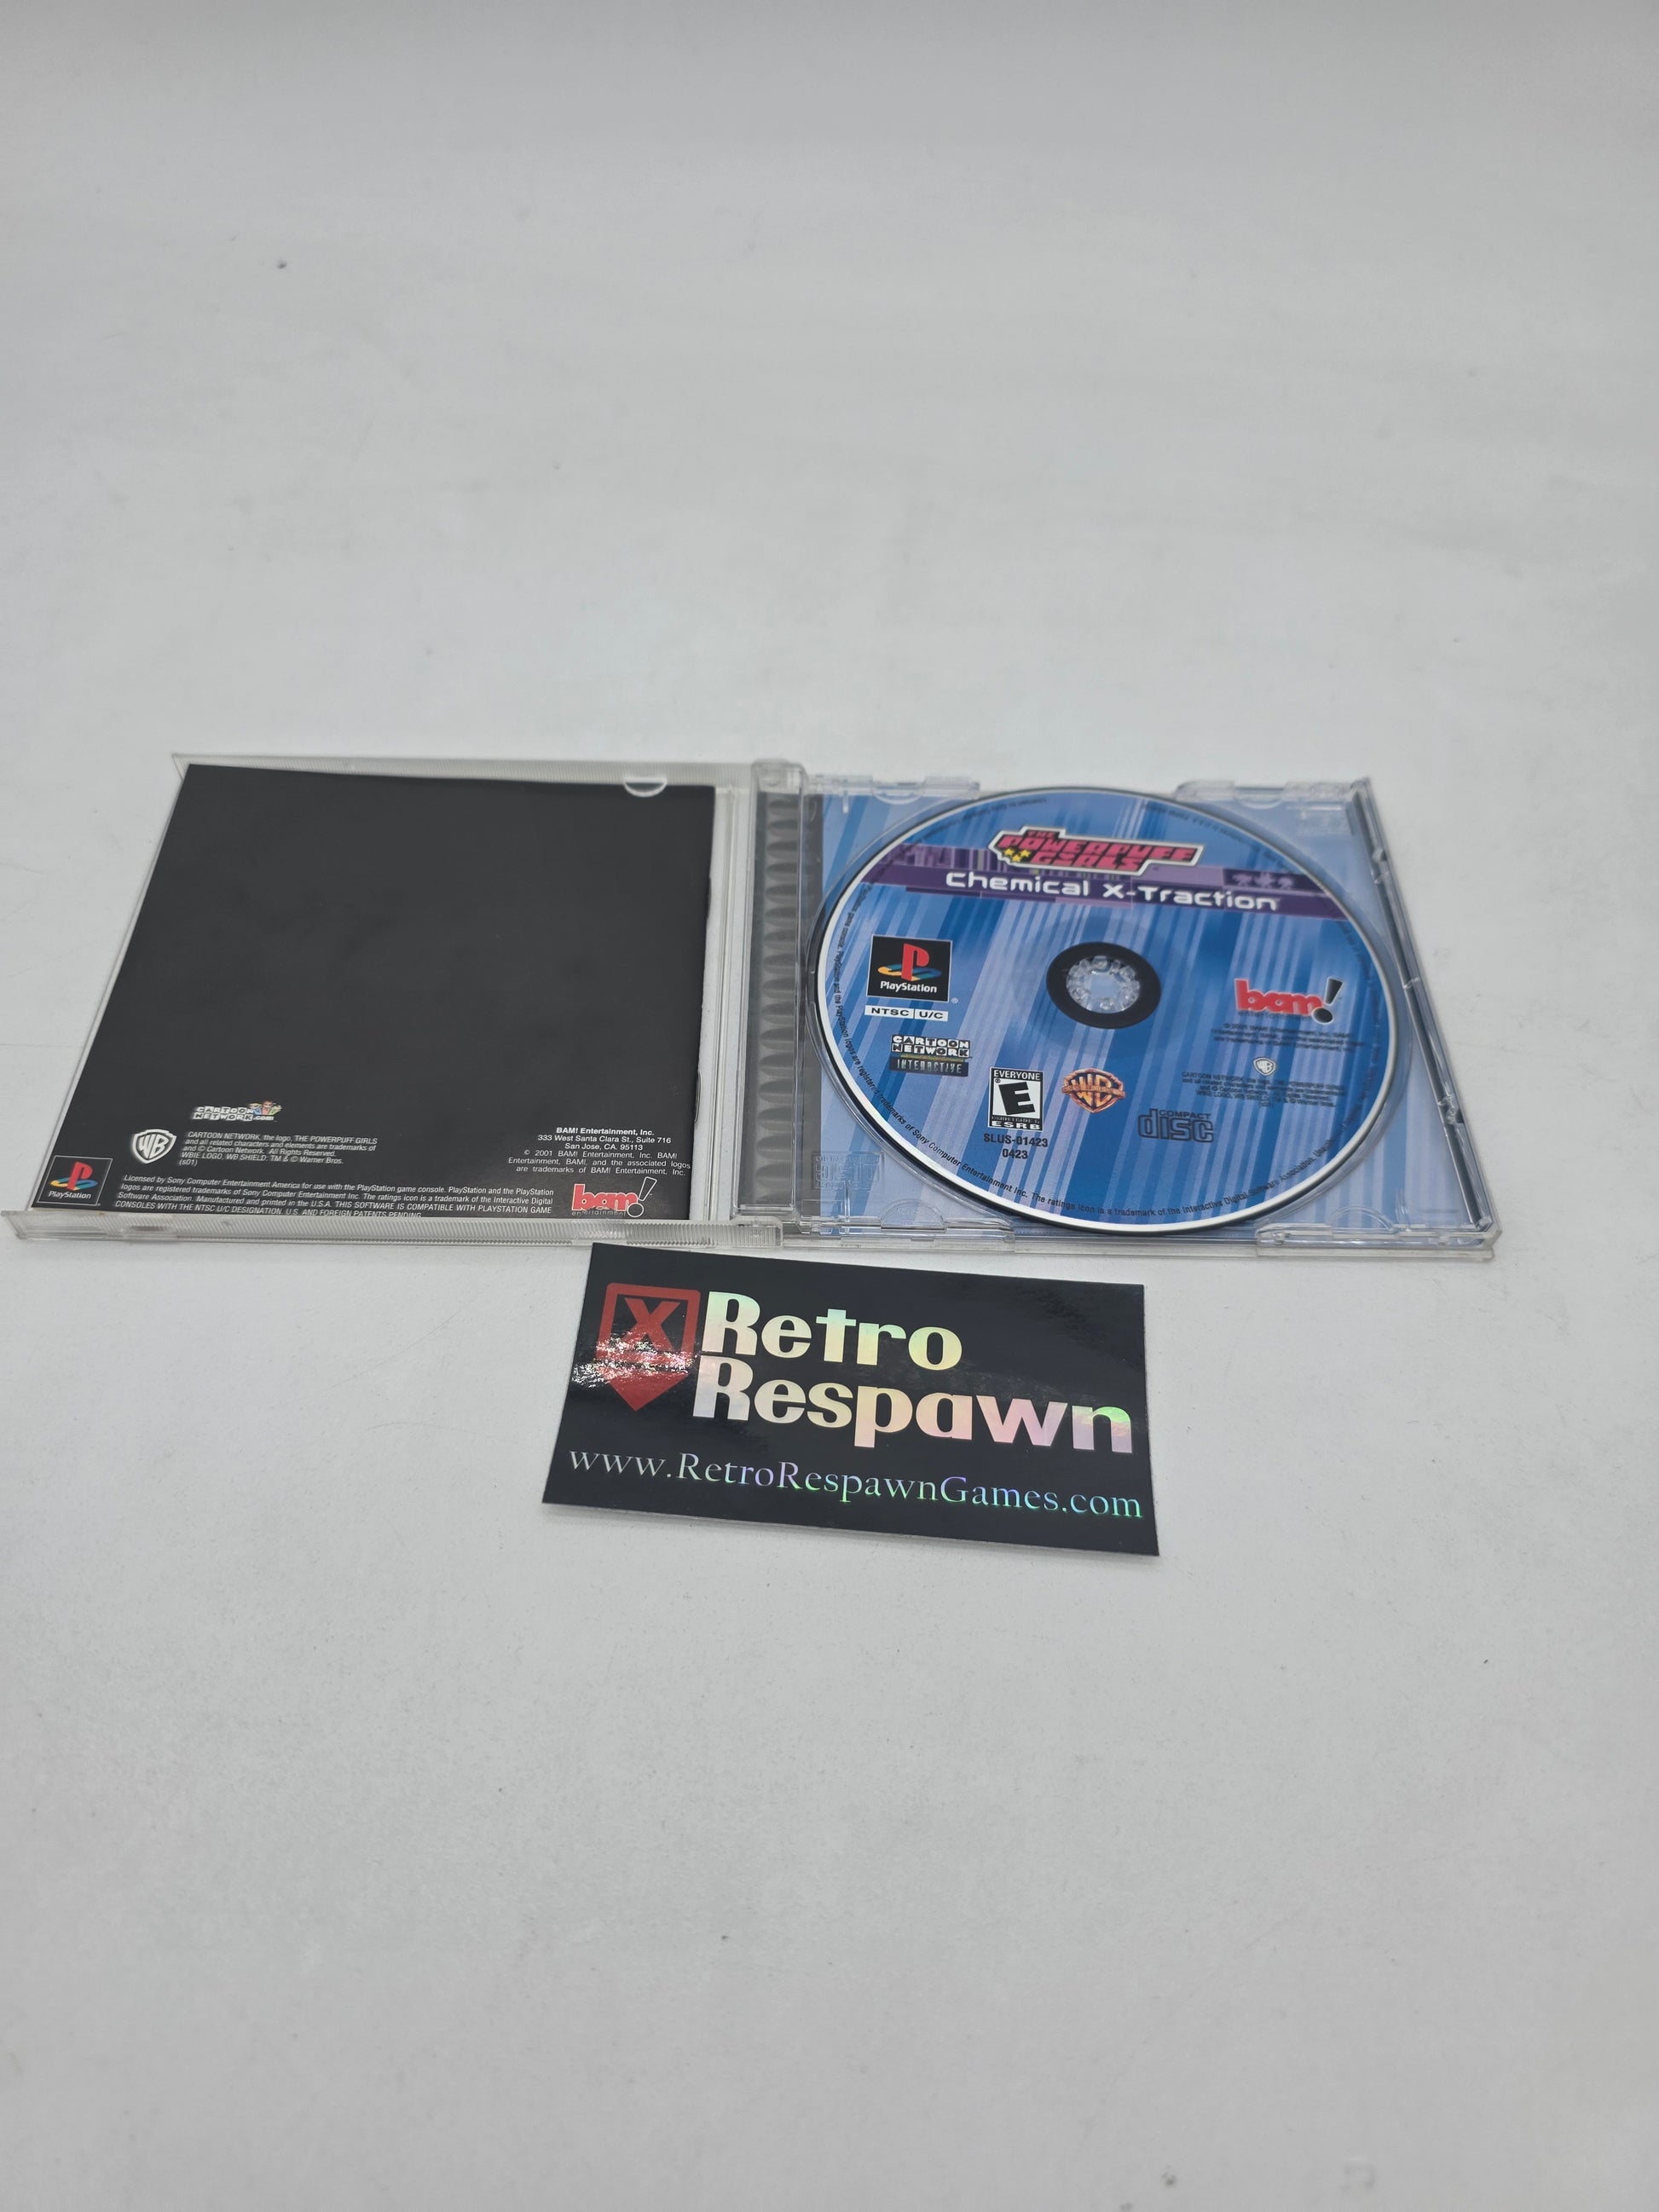 THE
POWERPUFF
GIRLS
Chemical X-Traction
PlayStation
NTSC U/C
CARTOON
NETWORK
INTERACTIVE
EVERYONE
E
ESRB
SLUS-01423
0423
WB
COMPACT
disc
bam!
CARTOON
NETWORK.com
WB
CARTOON NETWORK, the logo, THE POWERPUFF GIRLS
and all related characters and elements are trademarks of
and © Cartoon Network. All Rights Reserved.
WBIE LOGO, WB SHIELD: TM & © Warner Bros.
(s01)
BAM! Entertainment, Inc.
333 West Santa Clara St., Suite 716
San Jose, CA. 95113
© 2001 BAM! Entertainment, Inc. BAM!
Entertainment, BAM!, and the associated logos
are trademarks of BAM! Entertainment, Inc.
PlayStation
Licensed by Sony Computer Entertainment America for use with the PlayStation game console. PlayStation and the PlayStation
logos are registered trademarks of Sony Computer Entertainment Inc. The ratings icon is a trademark of the Interactive Digital
Software Association. Manufactured and printed in the U.S.A. THIS SOFTWARE IS COMPATIBLE WITH PLAYSTATION GAME
CONSOLES WITH THE NTSC U/C DESIGNATION. U.S. AND FOREIGN PATENTS PENDING.
bam!
X
Retro
Respawn
www.RetroRespawnGames.com